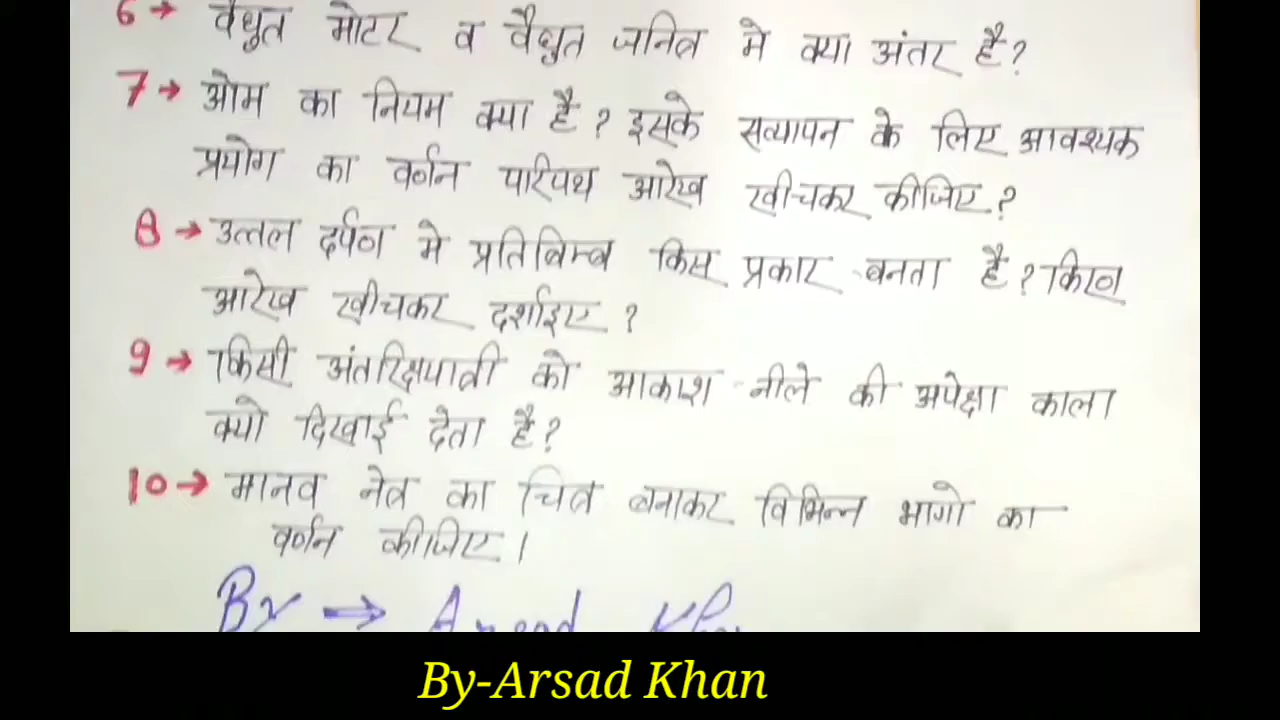 6→ वैधुत मोटर व वैधुत जनित्र मे क्या अंतर है?
7→ ओम का नियम क्या है? इसके सत्यापन के लिए आवश्यक
प्रयोग का वर्णन परिपथ आरेख खीचकर कीजिए?
8→ उत्तल दर्पण मे प्रतिबिम्ब किस प्रकार बनता है? किरण
आरेख खीचकर दर्शाइए?
9→ किसी अंतरिक्षयात्री को आकाश नीले की अपेक्षा काला
क्यो दिखाई देता है?
10→ मानव नेत्र का चित्र बनाकर विभिन्न भागो का
वर्णन कीजिए।
By → Arsad Khan
By-Arsad Khan